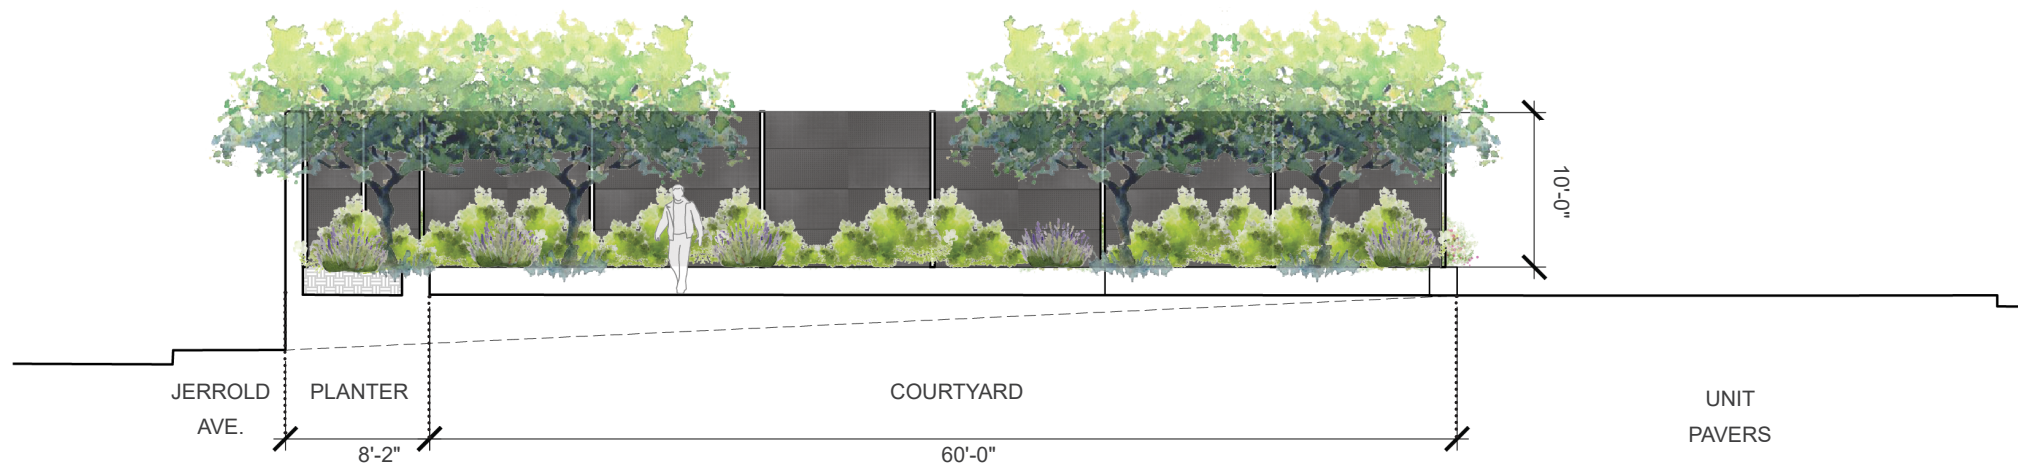 10'-0"
JERROLD
AVE.
PLANTER
COURTYARD
UNIT
PAVERS
8'-2"
60'-0"